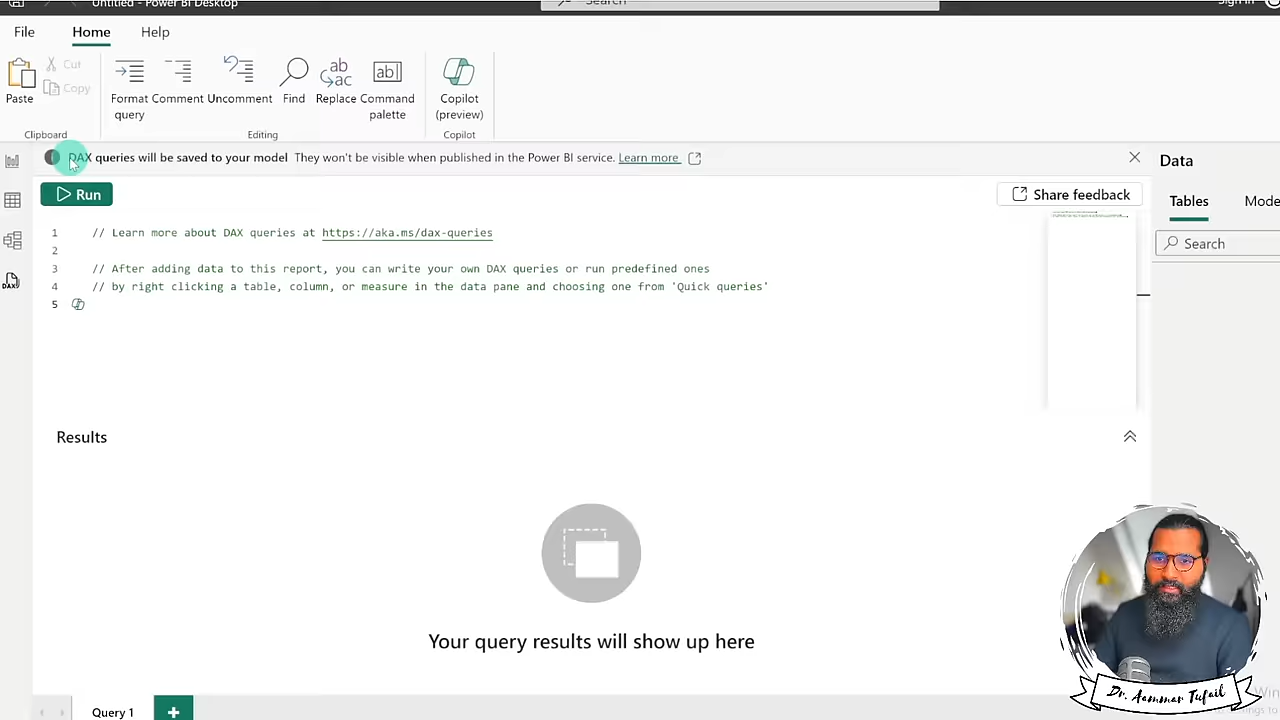 Untitled - Power BI Desktop
Search
Sign in
File
Home
Help
Paste
Cut
Copy
Format query
Comment
Uncomment
Find
Replace
Command palette
Copilot (preview)
Clipboard
Editing
Copilot
DAX queries will be saved to your model They won't be visible when published in the Power BI service. Learn more
Data
Run
Share feedback
Tables
Mode
Search
1 // Learn more about DAX queries at https://aka.ms/dax-queries
2
3 // After adding data to this report, you can write your own DAX queries or run predefined ones
4 // by right clicking a table, column, or measure in the data pane and choosing one from 'Quick queries'
5
Results
Your query results will show up here
Dr. Aammar Tufail
Query 1